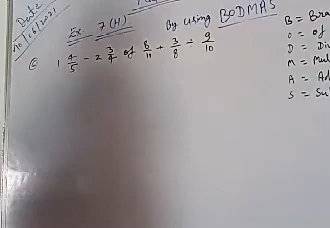 Date
10/06/2021
Ex - 7 (H)
By using BODMAS
@ 1 4/5 - 2 3/4 of 8/11 + 3/8 ÷ 9/10
B = Bra
O = of
D = Div
M = Mul
A = Ad
S = Su